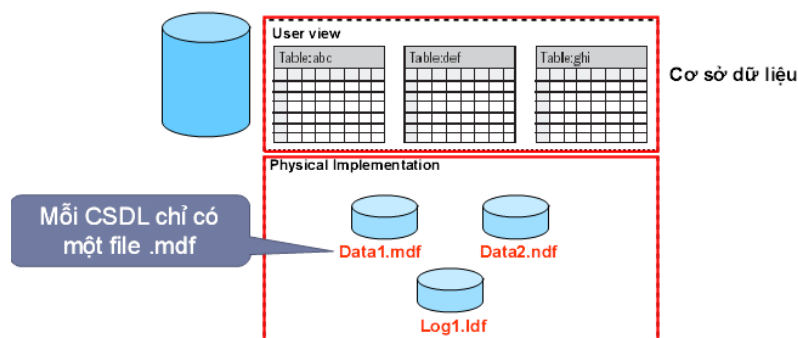 User view
Table:abc
Table:def
Table:ghi
Cơ sở dữ liệu
Physical Implementation
Mỗi CSDL chỉ có
một file .mdf
Data1.mdf
Data2.ndf
Log1.ldf